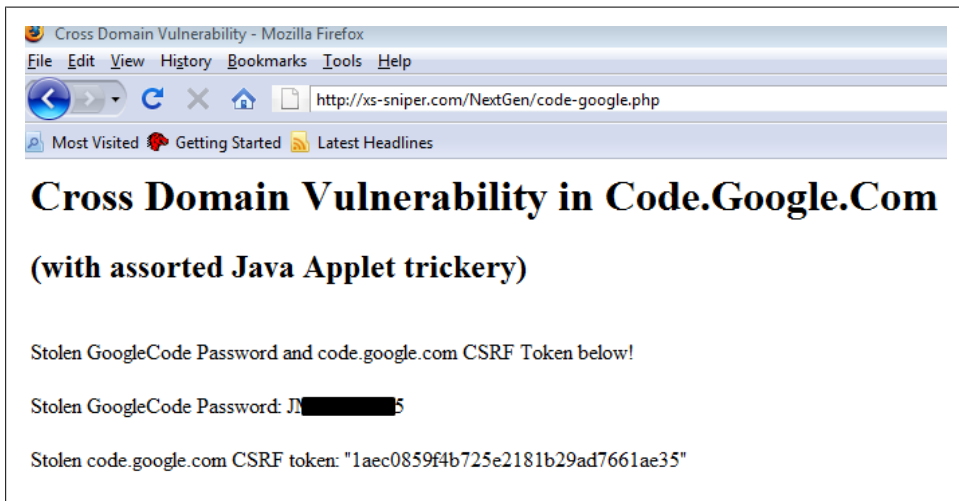 Cross Domain Vulnerability - Mozilla Firefox
File Edit View History Bookmarks Tools Help
http://xs-sniper.com/NextGen/code-google.php
Most Visited Getting Started Latest Headlines
Cross Domain Vulnerability in Code.Google.Com
(with assorted Java Applet trickery)
Stolen GoogleCode Password and code.google.com CSRF Token below!
Stolen GoogleCode Password: JM 5
Stolen code.google.com CSRF token: "1aec0859f4b725e2181b29ad7661ae35"